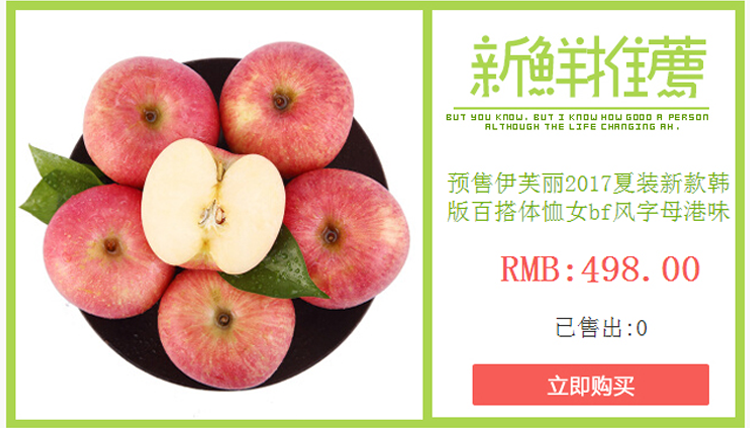 新鲜推薦
BUT YOU KNOW, BUT I KNOW HOW GOOD A PERSON
ALTHOUGH THE LIFE CHANGING AH.
预售伊芙丽2017夏装新款韩
版百搭体恤女bf风字母港味
RMB:498.00
已售出:0
立即购买